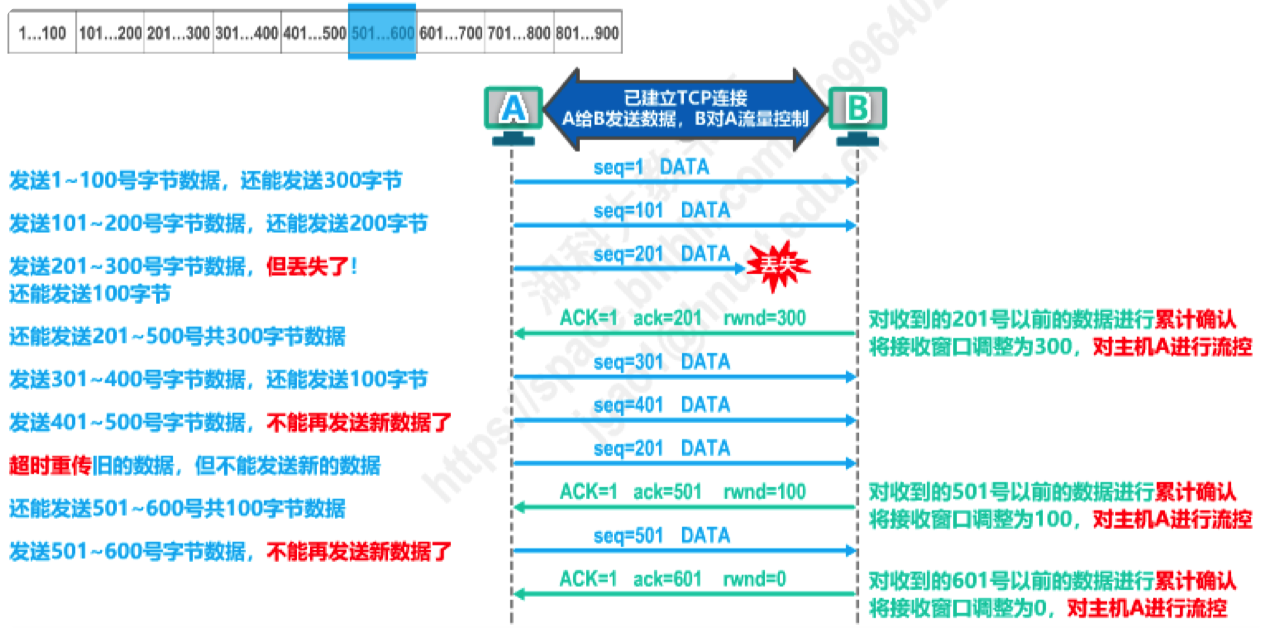 1…100 101…200 201…300 301…400 401…500 501…600 601…700 701…800 801…900
A
已建立TCP连接
A给B发送数据，B对A流量控制
B
seq=1 DATA
发送1~100号字节数据，还能发送300字节
seq=101 DATA
发送101~200号字节数据，还能发送200字节
seq=201 DATA
丢失
发送201~300号字节数据，但丢失了！
还能发送100字节
ACK=1 ack=201 rwnd=300
对收到的201号以前的数据进行累计确认
将接收窗口调整为300，对主机A进行流控
还能发送201~500号共300字节数据
seq=301 DATA
发送301~400号字节数据，还能发送100字节
seq=401 DATA
发送401~500号字节数据，不能再发送新数据了
seq=201 DATA
超时重传旧的数据，但不能发送新的数据
ACK=1 ack=501 rwnd=100
对收到的501号以前的数据进行累计确认
将接收窗口调整为100，对主机A进行流控
还能发送501~600号共100字节数据
seq=501 DATA
发送501~600号字节数据，不能再发送新数据了
ACK=1 ack=601 rwnd=0
对收到的601号以前的数据进行累计确认
将接收窗口调整为0，对主机A进行流控